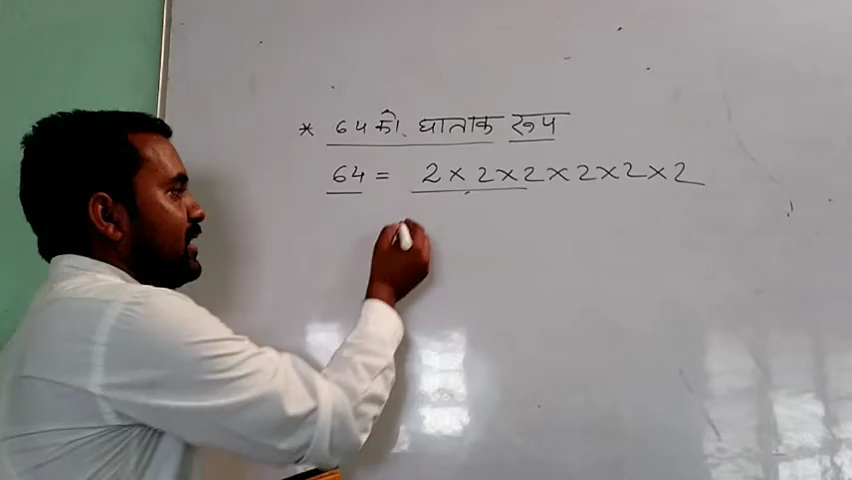 * 64 की घाताक रूप
64 = 2 × 2 × 2 × 2 × 2 × 2